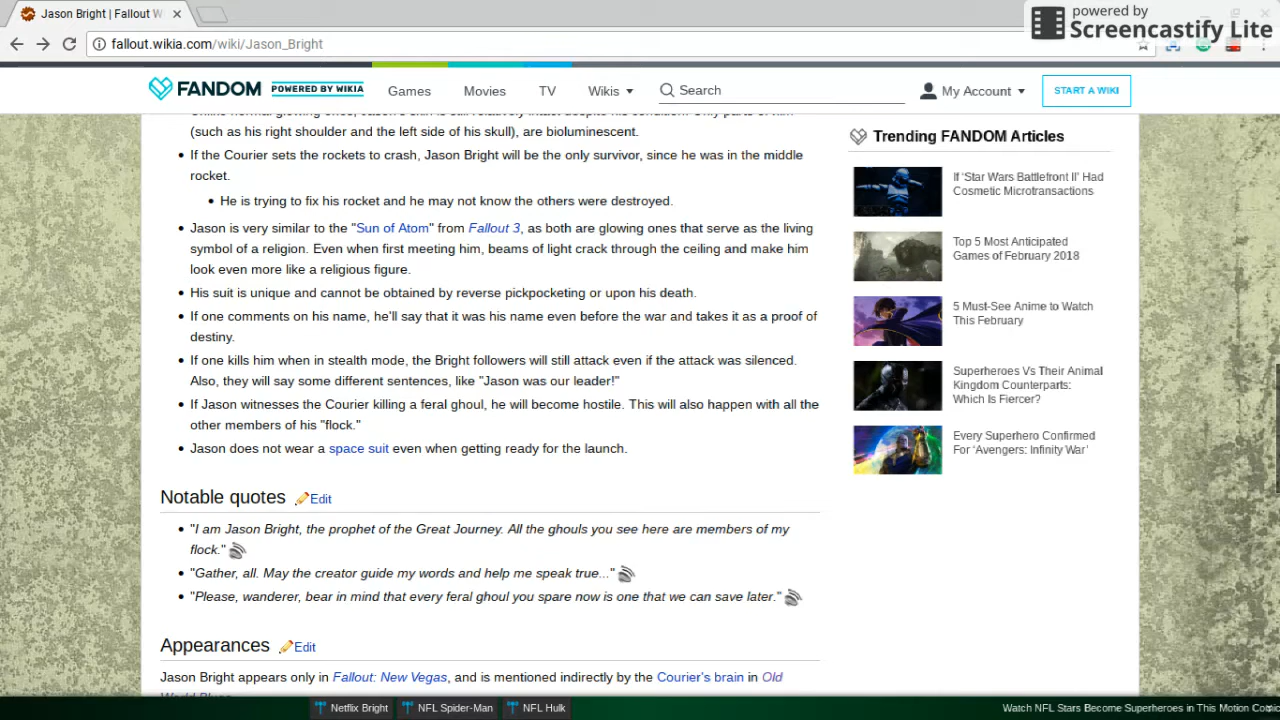 Jason Bright | Fallout W
powered by
Screencastify Lite
fallout.wikia.com/wiki/Jason_Bright
FANDOM POWERED BY WIKIA Games Movies TV Wikis Search My Account START A WIKI
(such as his right shoulder and the left side of his skull), are bioluminescent.
If the Courier sets the rockets to crash, Jason Bright will be the only survivor, since he was in the middle
rocket.
He is trying to fix his rocket and he may not know the others were destroyed.
Jason is very similar to the "Sun of Atom" from Fallout 3, as both are glowing ones that serve as the living
symbol of a religion. Even when first meeting him, beams of light crack through the ceiling and make him
look even more like a religious figure.
His suit is unique and cannot be obtained by reverse pickpocketing or upon his death.
If one comments on his name, he'll say that it was his name even before the war and takes it as a proof of
destiny.
If one kills him when in stealth mode, the Bright followers will still attack even if the attack was silenced.
Also, they will say some different sentences, like "Jason was our leader!"
If Jason witnesses the Courier killing a feral ghoul, he will become hostile. This will also happen with all the
other members of his "flock."
Jason does not wear a space suit even when getting ready for the launch.
Notable quotes Edit
"I am Jason Bright, the prophet of the Great Journey. All the ghouls you see here are members of my
flock."
"Gather, all. May the creator guide my words and help me speak true..."
"Please, wanderer, bear in mind that every feral ghoul you spare now is one that we can save later."
Appearances Edit
Jason Bright appears only in Fallout: New Vegas, and is mentioned indirectly by the Courier's brain in Old
Trending FANDOM Articles
If 'Star Wars Battlefront II' Had
Cosmetic Microtransactions
Top 5 Most Anticipated
Games of February 2018
5 Must-See Anime to Watch
This February
Superheroes Vs Their Animal
Kingdom Counterparts:
Which Is Fiercer?
Every Superhero Confirmed
For 'Avengers: Infinity War'
Netflix Bright NFL Spider-Man NFL Hulk Watch NFL Stars Become Superheroes in This Motion Comic